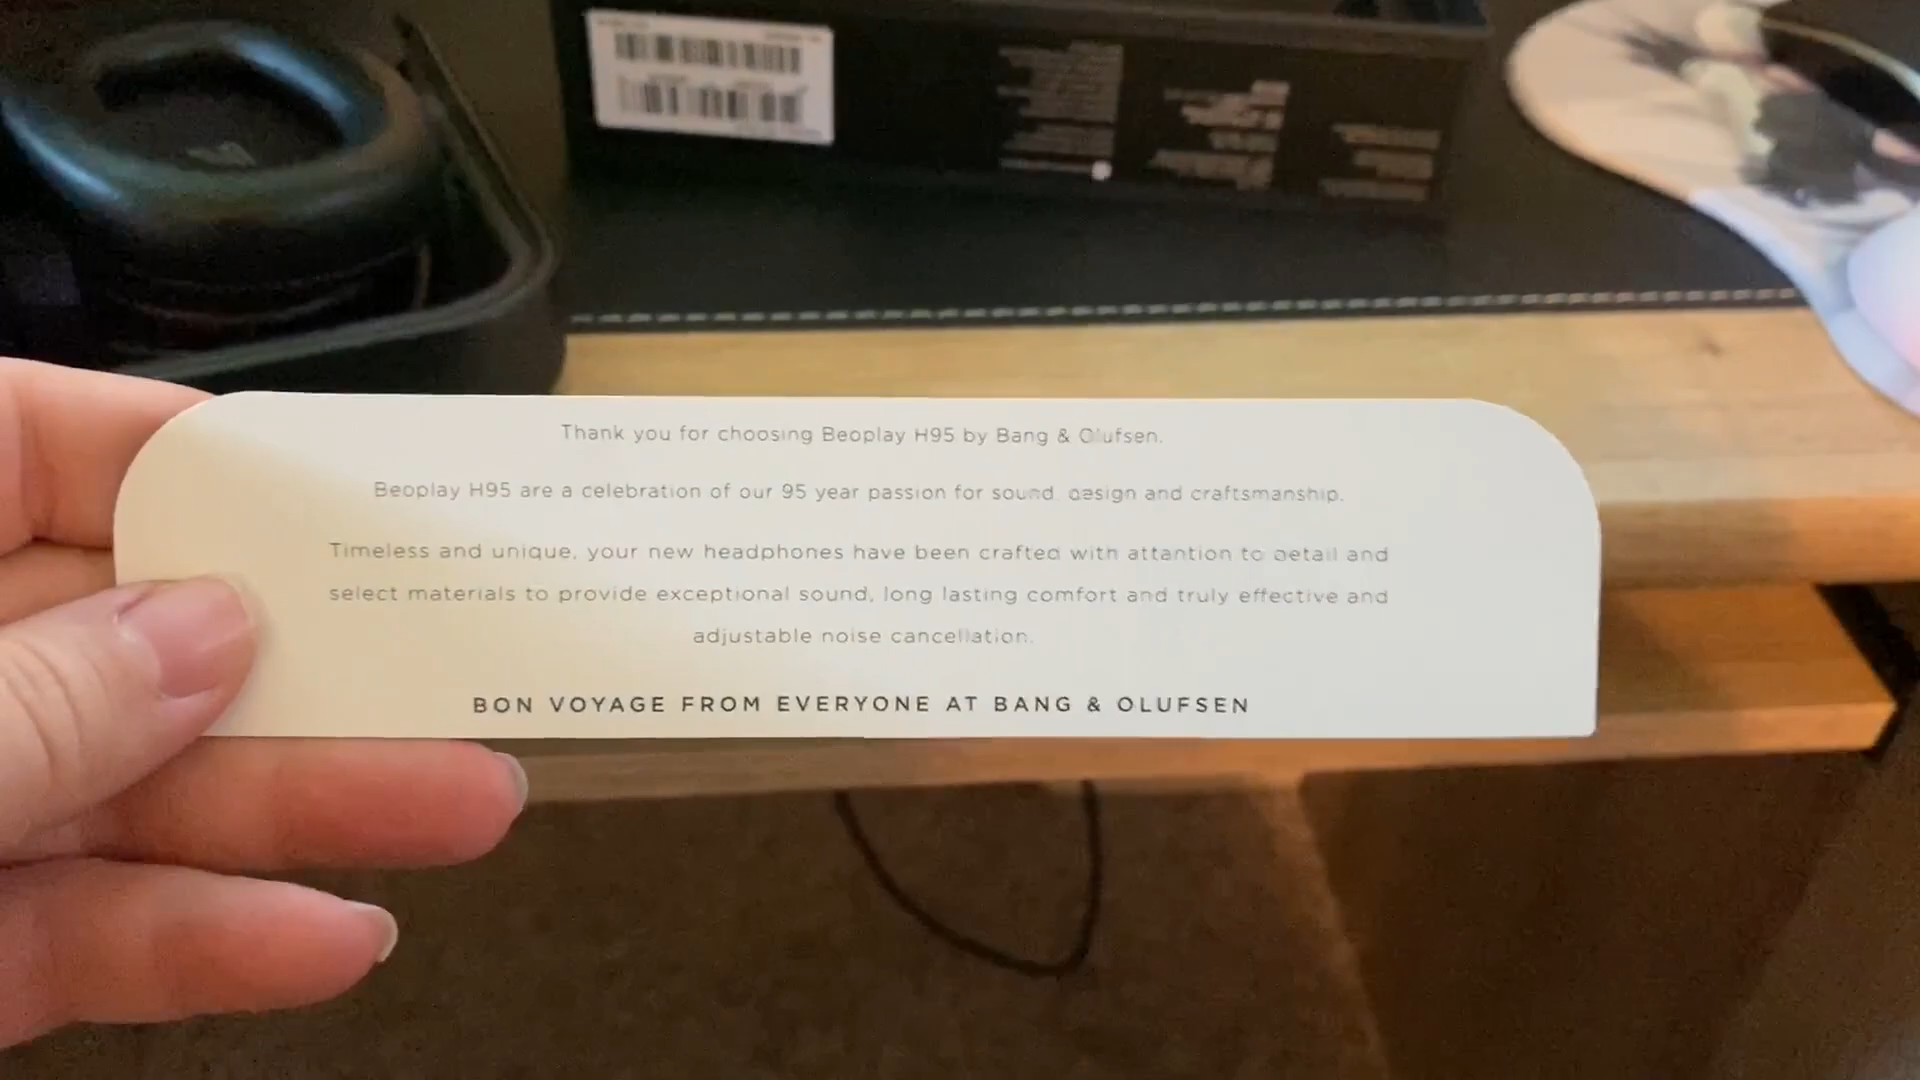 Thank you for choosing Beoplay H95 by Bang & Olufsen.
Beoplay H95 are a celebration of our 95 year passion for sound, design and craftsmanship.
Timeless and unique, your new headphones have been crafted with attention to detail and
select materials to provide exceptional sound, long lasting comfort and truly effective and
adjustable noise cancellation.
BON VOYAGE FROM EVERYONE AT BANG & OLUFSEN